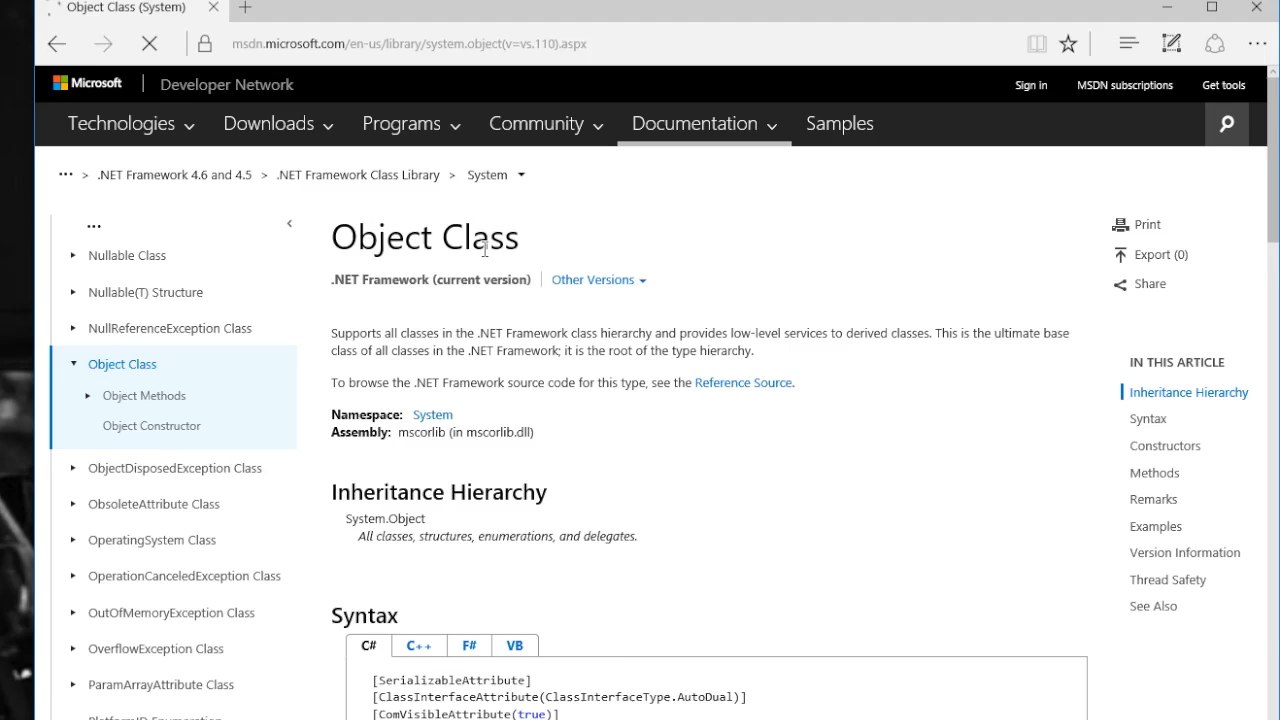 Object Class (System)
msdn.microsoft.com/en-us/library/system.object(v=vs.110).aspx
Microsoft
Developer Network
Sign in
MSDN subscriptions
Get tools
Technologies
Downloads
Programs
Community
Documentation
Samples
... > .NET Framework 4.6 and 4.5 > .NET Framework Class Library > System
...
Nullable Class
Nullable(T) Structure
NullReferenceException Class
Object Class
Object Methods
Object Constructor
ObjectDisposedException Class
ObsoleteAttribute Class
OperatingSystem Class
OperationCanceledException Class
OutOfMemoryException Class
OverflowException Class
ParamArrayAttribute Class
Object Class
.NET Framework (current version)
Other Versions
Supports all classes in the .NET Framework class hierarchy and provides low-level services to derived classes. This is the ultimate base
class of all classes in the .NET Framework; it is the root of the type hierarchy.
To browse the .NET Framework source code for this type, see the Reference Source.
Namespace: System
Assembly: mscorlib (in mscorlib.dll)
Inheritance Hierarchy
System.Object
All classes, structures, enumerations, and delegates.
Syntax
C#
C++
F#
VB
[SerializableAttribute]
[ClassInterfaceAttribute(ClassInterfaceType.AutoDual)]
[ComVisibleAttribute(true)]
Print
Export (0)
Share
IN THIS ARTICLE
Inheritance Hierarchy
Syntax
Constructors
Methods
Remarks
Examples
Version Information
Thread Safety
See Also